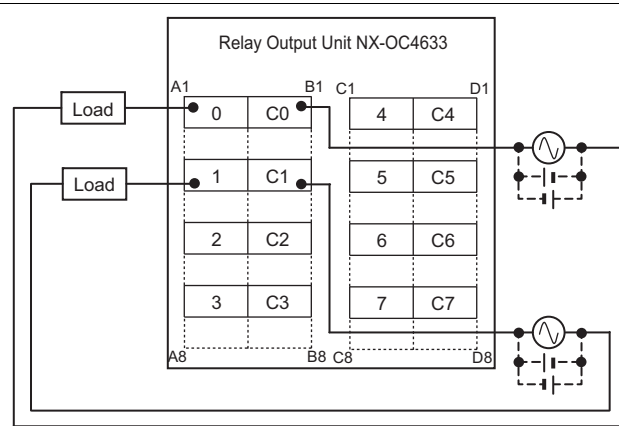 Relay Output Unit NX-OC4633
A1 B1 C1 D1
Load 0 C0 4 C4
Load 1 C1 5 C5
2 C2 6 C6
3 C3 7 C7
A8 B8 C8 D8